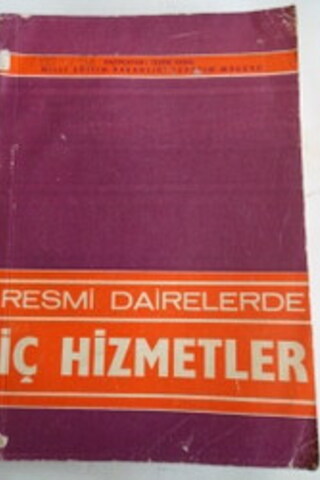 MİLLÎ EĞİTİM BAKANLIĞI
RESMİ DAİRELERDE
İÇ HİZMETLER